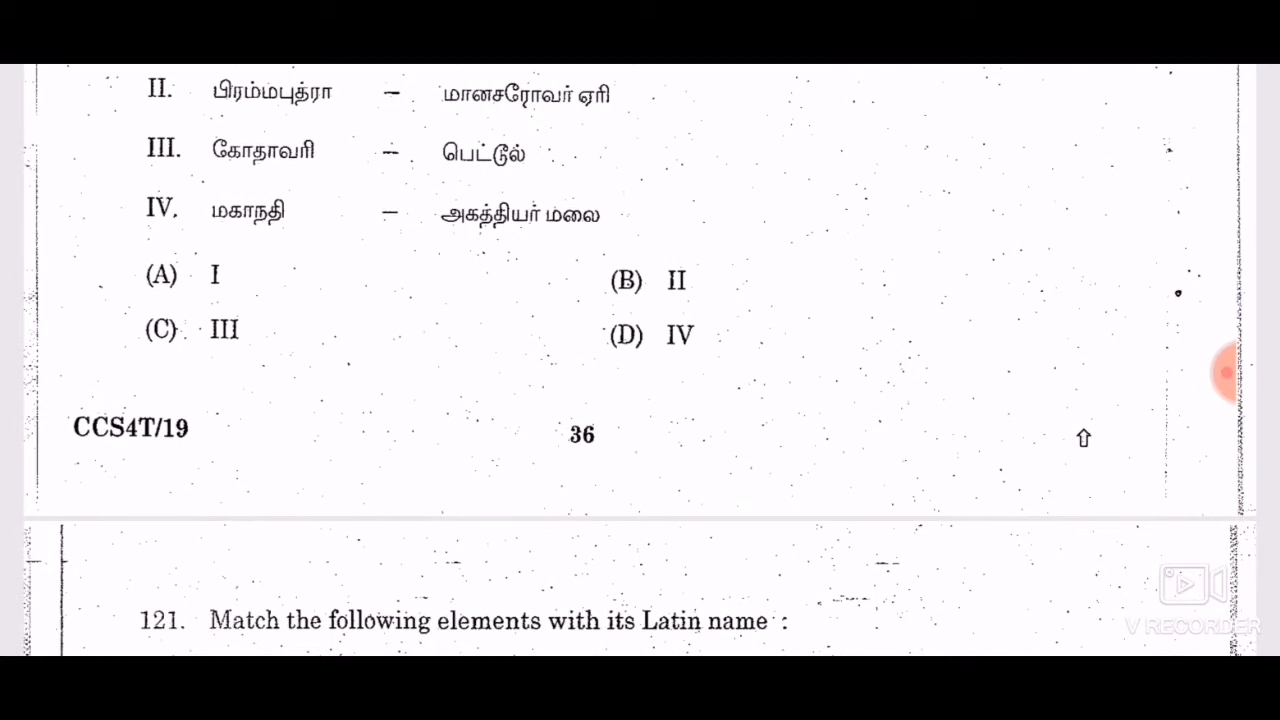 II. பிரம்மபுத்ரா – மானசரோவர் ஏரி
III. கோதாவரி – பெட்டூல்
IV. மகாநதி – அகத்தியர் மலை
(A) I (B) II
(C) III (D) IV
CCS4T/19 36 ⇧
121. Match the following elements with its Latin name :
V RECORDER